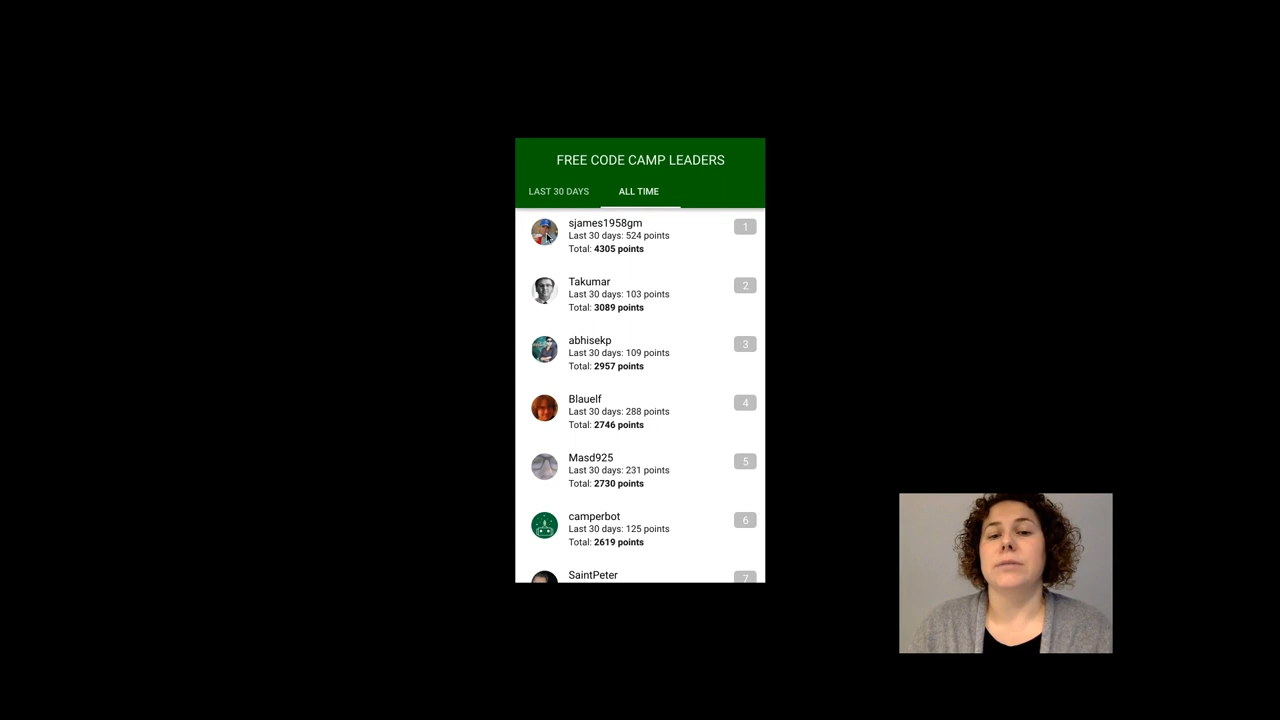 FREE CODE CAMP LEADERS
LAST 30 DAYS ALL TIME
sjames1958gm
1
Last 30 days: 524 points
Total: 4305 points
Takumar
2
Last 30 days: 103 points
Total: 3089 points
abhisekp
3
Last 30 days: 109 points
Total: 2957 points
Blauelf
4
Last 30 days: 288 points
Total: 2746 points
Masd925
5
Last 30 days: 231 points
Total: 2730 points
camperbot
6
Last 30 days: 125 points
Total: 2619 points
SaintPeter
7